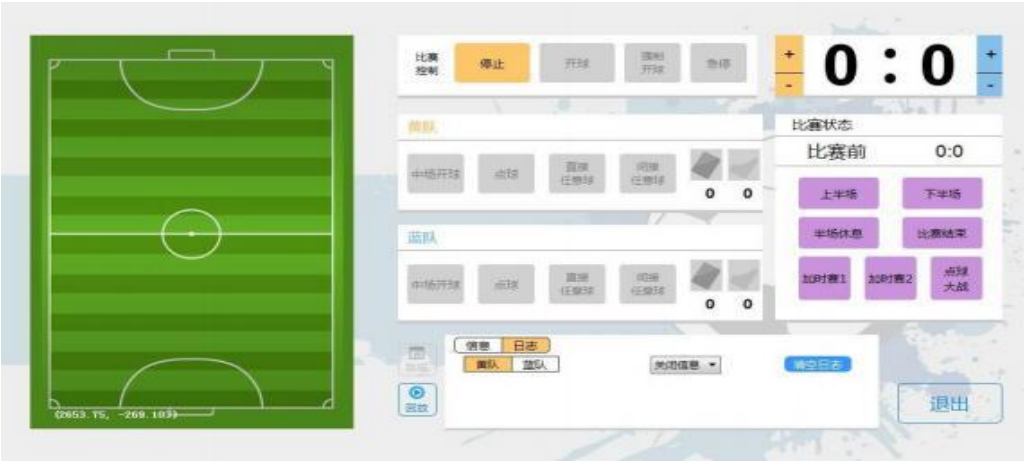 比赛
控制
停止
开球
强制
开球
急停
+
-
0 : 0
+
-
黄队
中场开球
点球
直接
任意球
间接
任意球
0
0
比赛状态
比赛前
0:0
上半场
下半场
半场休息
比赛结束
加时赛1
加时赛2
点球
大战
蓝队
中场开球
点球
直接
任意球
间接
任意球
0
0
信息
日志
黄队
蓝队
关闭信息
清空日志
回放
退出
(2653.75, -269.103)